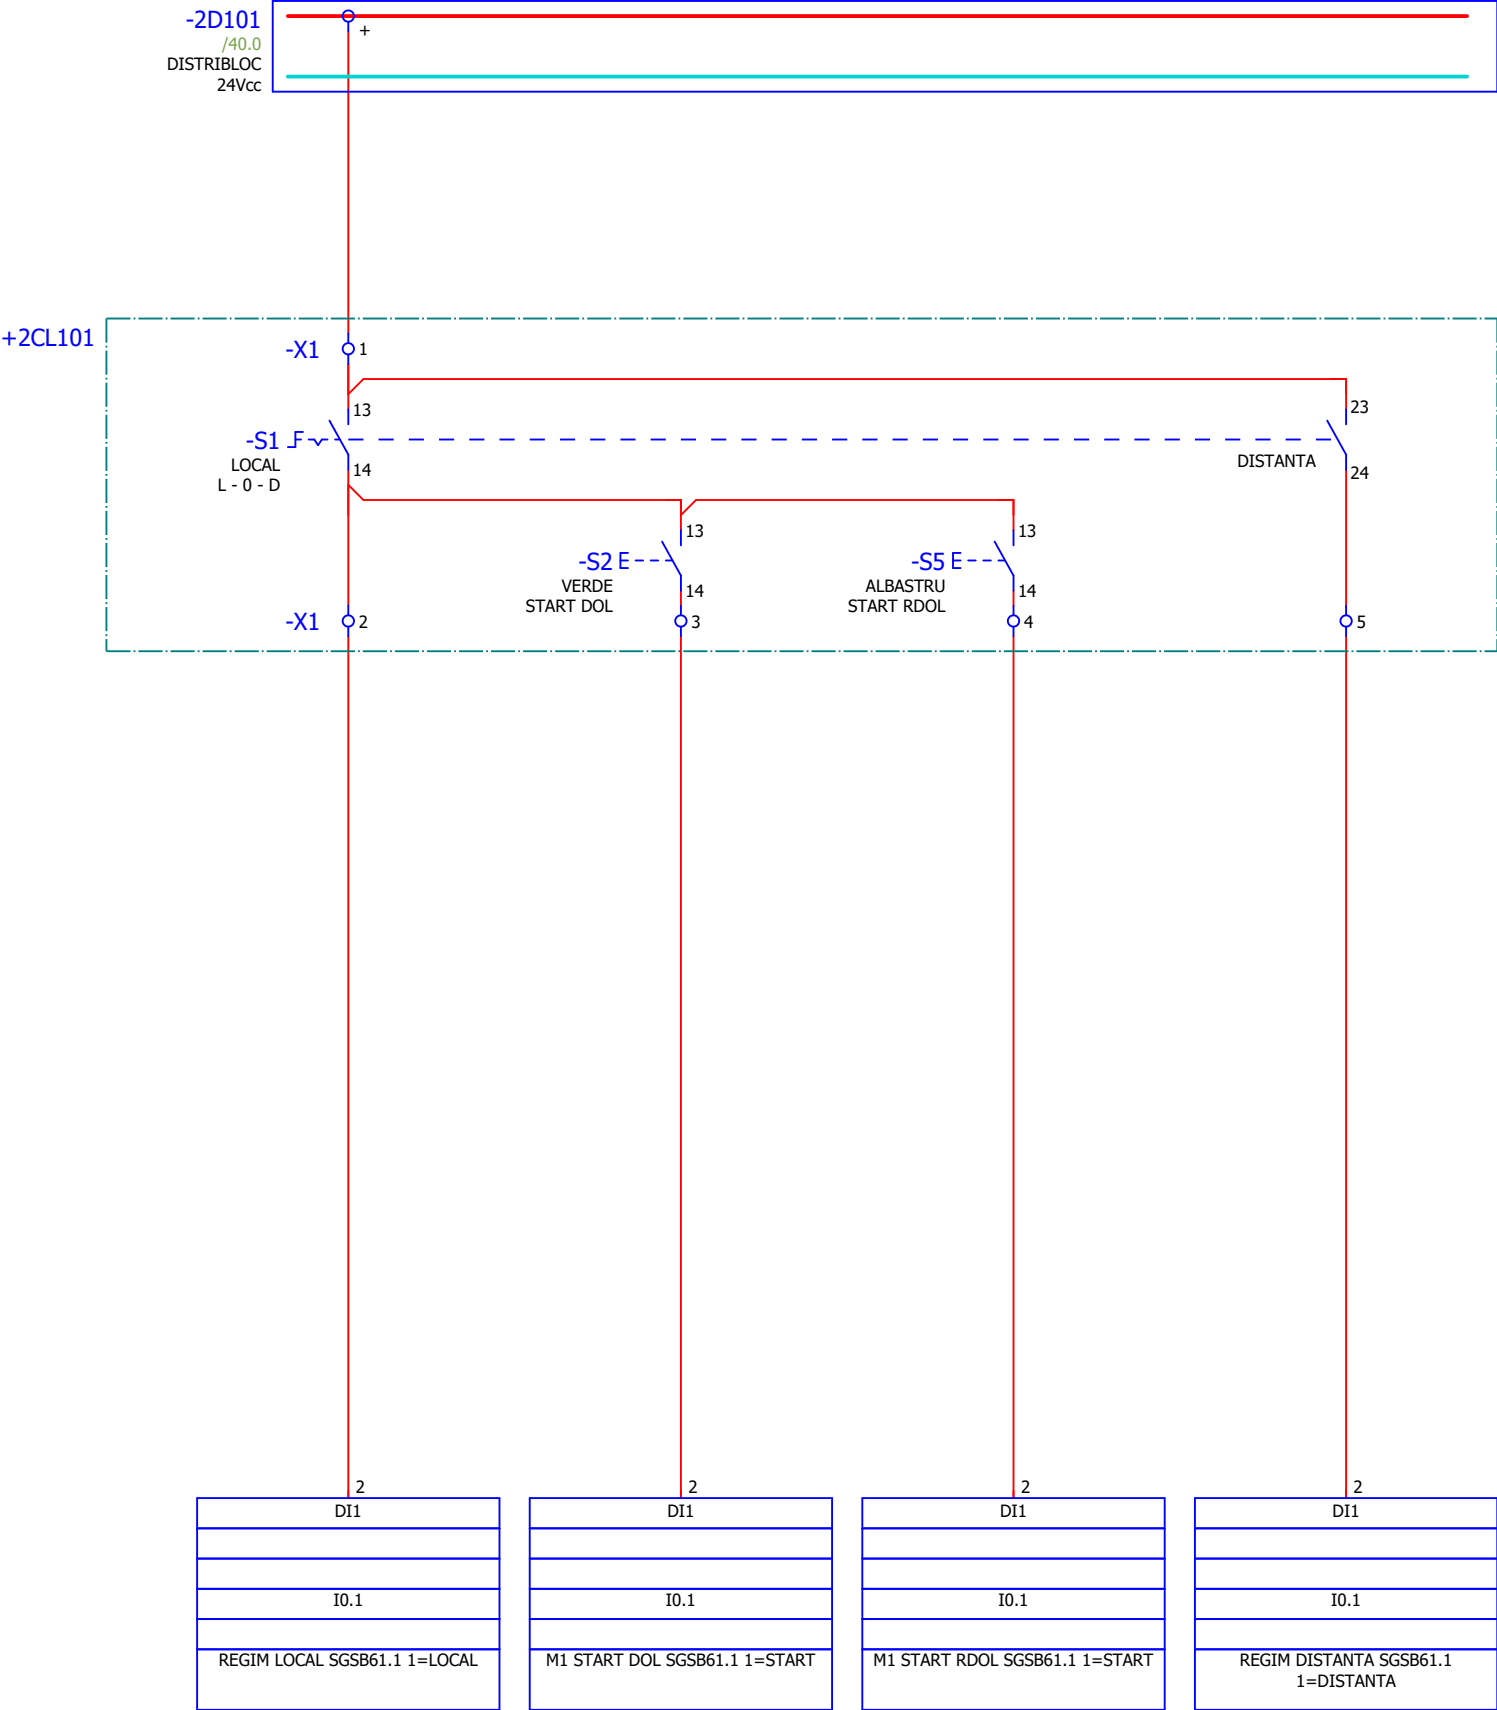 -2D101
+
/40.0
DISTRIBLOC
24Vcc
+2CL101
-X1 1
13
23
-S1
LOCAL
L - 0 - D
14
DISTANTA
24
13
13
-S2
-S5
VERDE
START DOL
14
ALBASTRU
START RDOL
14
-X1 2
3
4
5
2
2
2
2
DI1
DI1
DI1
DI1
I0.1
I0.1
I0.1
I0.1
REGIM LOCAL SGSB61.1 1=LOCAL
M1 START DOL SGSB61.1 1=START
M1 START RDOL SGSB61.1 1=START
REGIM DISTANTA SGSB61.1
1=DISTANTA